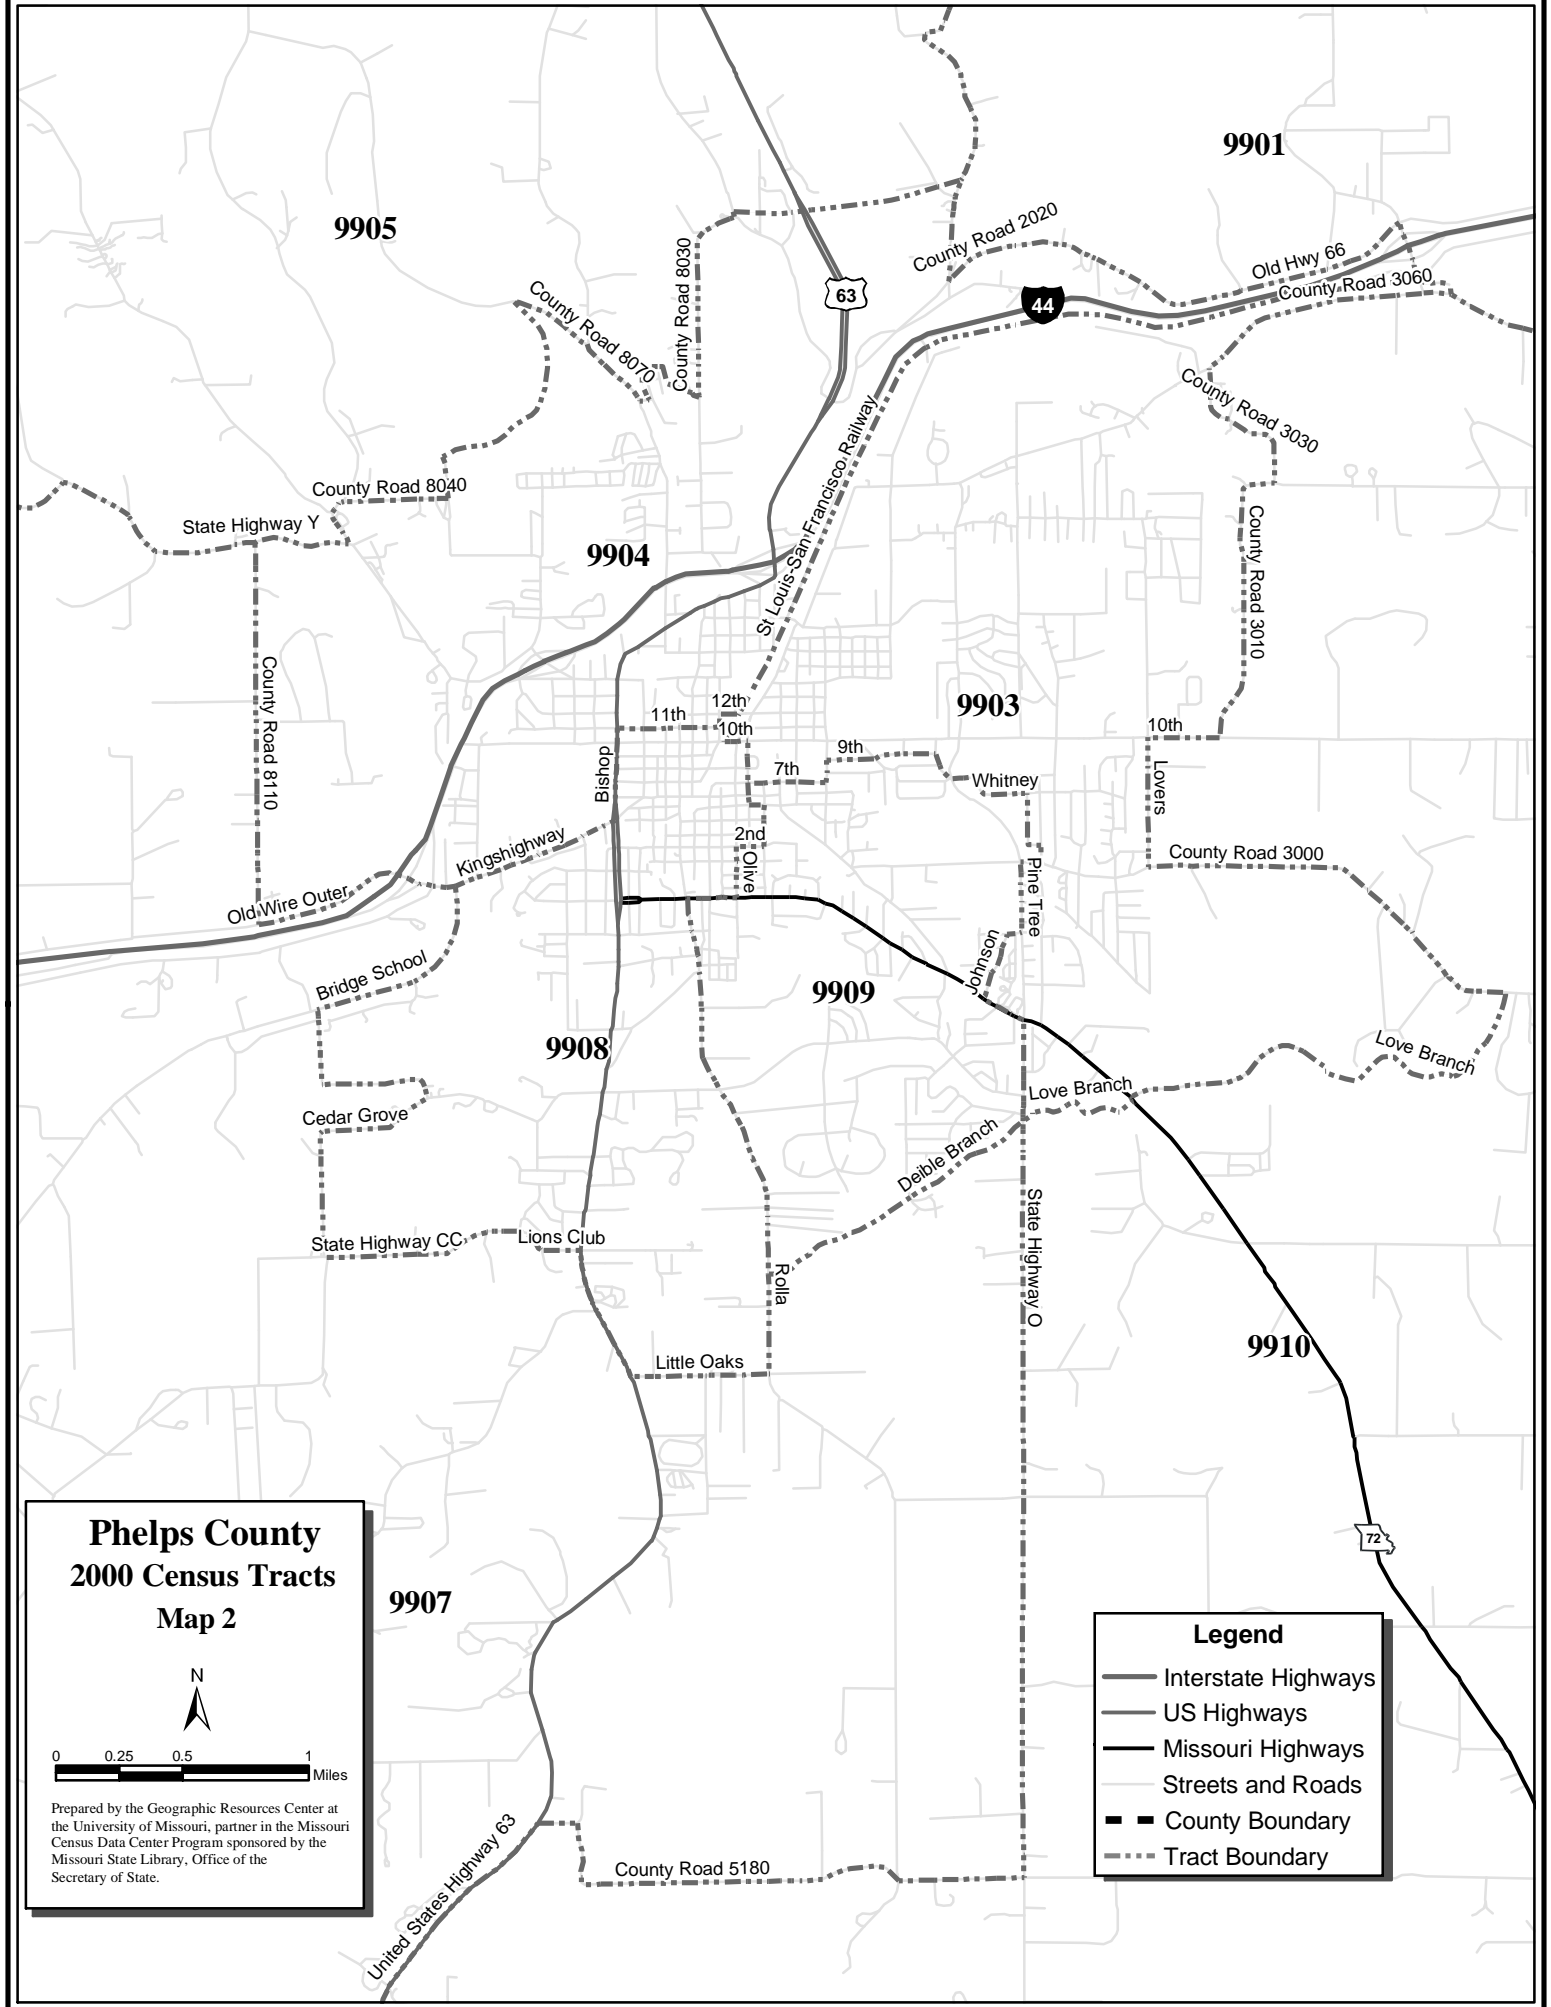 9901
9905
County Road 2020
County Road 8030
Old Hwy 66
County Road 3060
63
44
County Road 8070
County Road 3030
St Louis-San Francisco Railway
County Road 8040
State Highway Y
County Road 3010
9904
County Road 8110
9903
12th
11th
10th
10th
9th
7th
Bishop
Whitney
Lovers
Kingshighway
2nd
Olive
County Road 3000
Pine Tree
Old Wire Outer
Johnson
Bridge School
9909
9908
Love Branch
Love Branch
Cedar Grove
Deible Branch
State Highway CC
Lions Club
State Highway O
Rolla
9910
Little Oaks
72
9907
County Road 5180
United States Highway 63
Phelps County
2000 Census Tracts
Map 2
N
0 0.25 0.5 1
Miles
Prepared by the Geographic Resources Center at
the University of Missouri, partner in the Missouri
Census Data Center Program sponsored by the
Missouri State Library, Office of the
Secretary of State.
Legend
Interstate Highways
US Highways
Missouri Highways
Streets and Roads
County Boundary
Tract Boundary